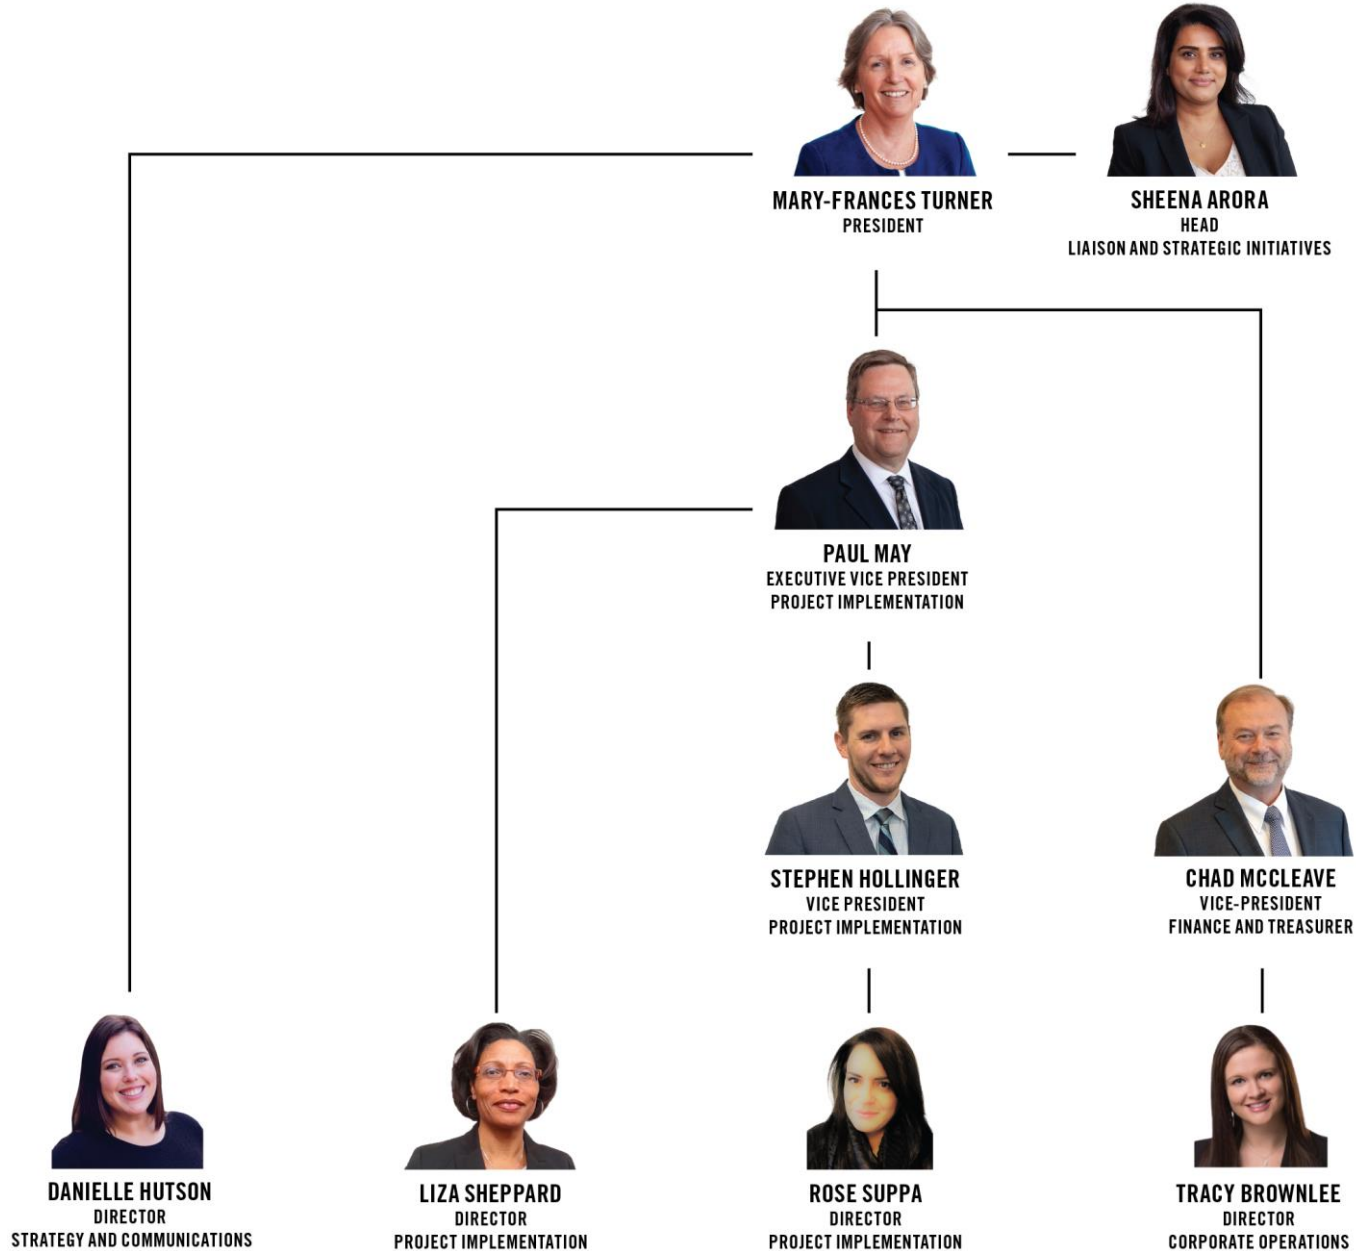 MARY-FRANCES TURNER
PRESIDENT
SHEENA ARORA
HEAD
LIAISON AND STRATEGIC INITIATIVES
PAUL MAY
EXECUTIVE VICE PRESIDENT
PROJECT IMPLEMENTATION
STEPHEN HOLLINGER
VICE PRESIDENT
PROJECT IMPLEMENTATION
CHAD MCCLEAVE
VICE-PRESIDENT
FINANCE AND TREASURER
DANIELLE HUTSON
DIRECTOR
STRATEGY AND COMMUNICATIONS
LIZA SHEPPARD
DIRECTOR
PROJECT IMPLEMENTATION
ROSE SUPPA
DIRECTOR
PROJECT IMPLEMENTATION
TRACY BROWNLEE
DIRECTOR
CORPORATE OPERATIONS